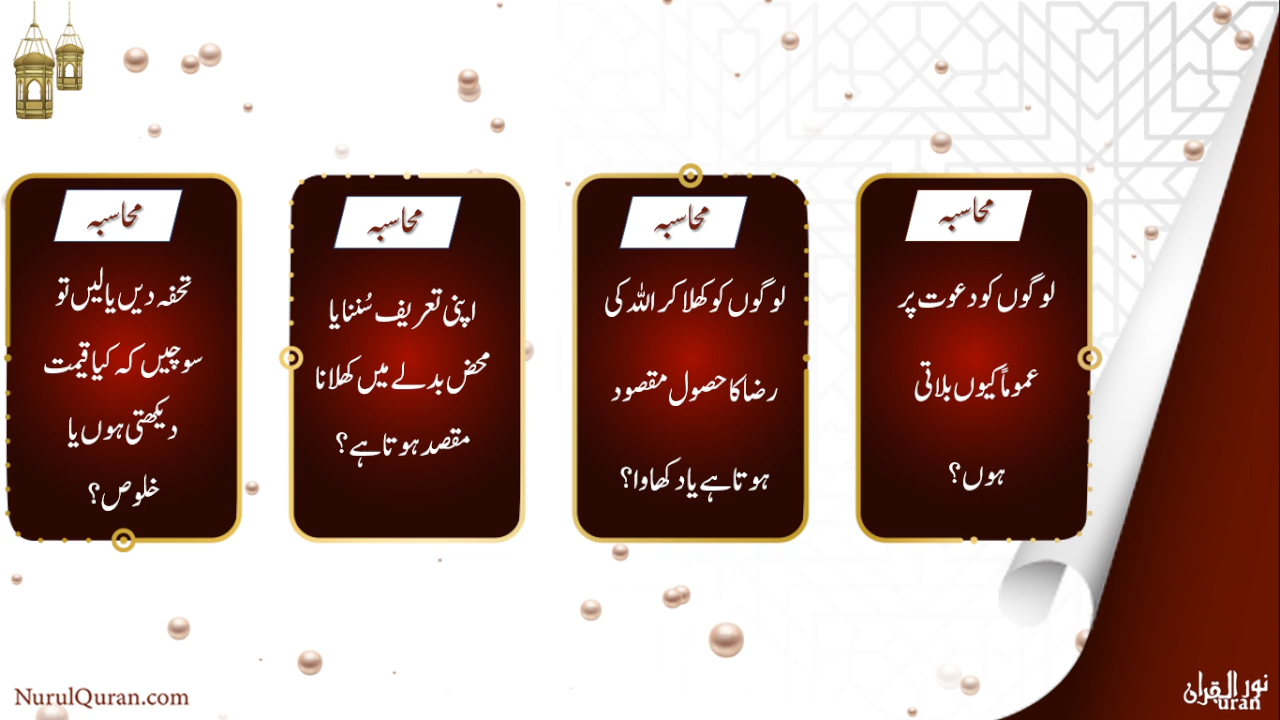 محاسبہ
لوگوں کو دعوت پر
عموماً کیوں بلاتی
ہوں؟
محاسبہ
لوگوں کو کھلا کر اللہ کی
رضا کا حصول مقصود
ہوتا ہے یا دکھاوا؟
محاسبہ
اپنی تعریف سُننا یا
محض بدلے میں کھلانا
مقصد ہوتا ہے؟
محاسبہ
تحفہ دیں یا لیں تو
سوچیں کہ کیا قیمت
دیکھتی ہوں یا
خلوص؟
NurulQuran.com
نور القرآن
uran